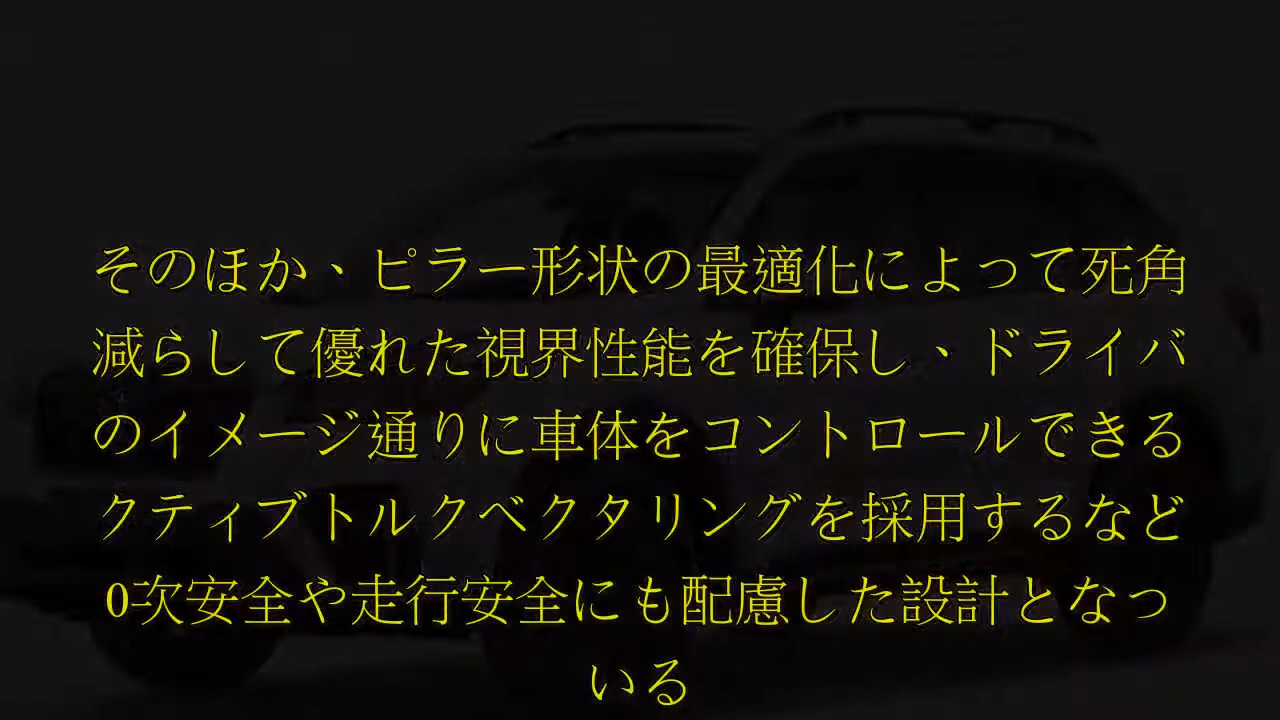 そのほか、ピラー形状の最適化によって死角
減らして優れた視界性能を確保し、ドライバ
のイメージ通りに車体をコントロールできる
クティブトルクベクタリングを採用するなど
0次安全や走行安全にも配慮した設計となっ
いる